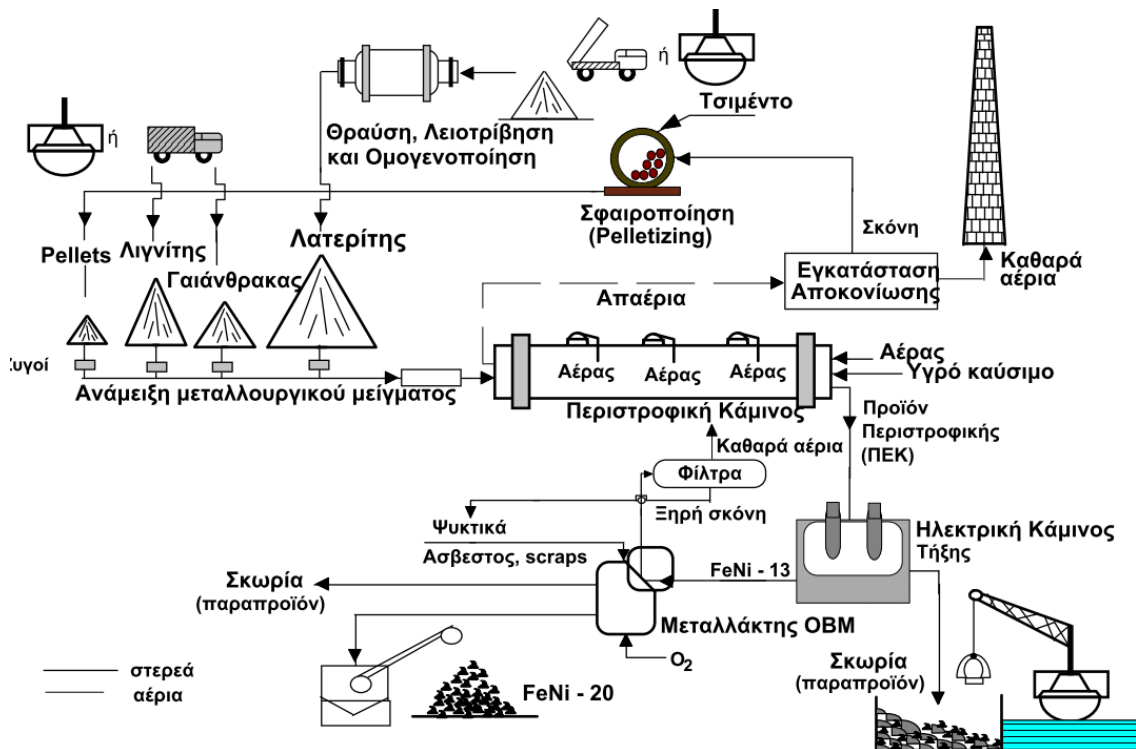 ή
Τσιμέντο
Θραύση, Λειοτρίβηση
και Ομογενοποίηση
ή
Σφαιροποίηση
(Pelletizing)
Σκόνη
Pellets
Λιγνίτης
Γαιάνθρακας
Λατερίτης
Εγκατάσταση
Αποκονίωσης
Καθαρά
αέρια
Απαέρια
Ζυγοί
Ανάμειξη μεταλλουργικού μείγματος
Αέρας
Αέρας
Αέρας
Αέρας
Υγρό καύσιμο
Περιστροφική Κάμινος
Προϊόν
Περιστροφικής
(ΠΕΚ)
Καθαρά αέρια
Φίλτρα
Ξηρή σκόνη
Ψυκτικά
Ασβεστος, scraps
Ηλεκτρική Κάμινος
Τήξης
FeNi - 13
Σκωρία
(παραπροϊόν)
Μεταλλάκτης OBM
O2
Σκωρία
(παραπροϊόν)
στερεά
αέρια
FeNi - 20